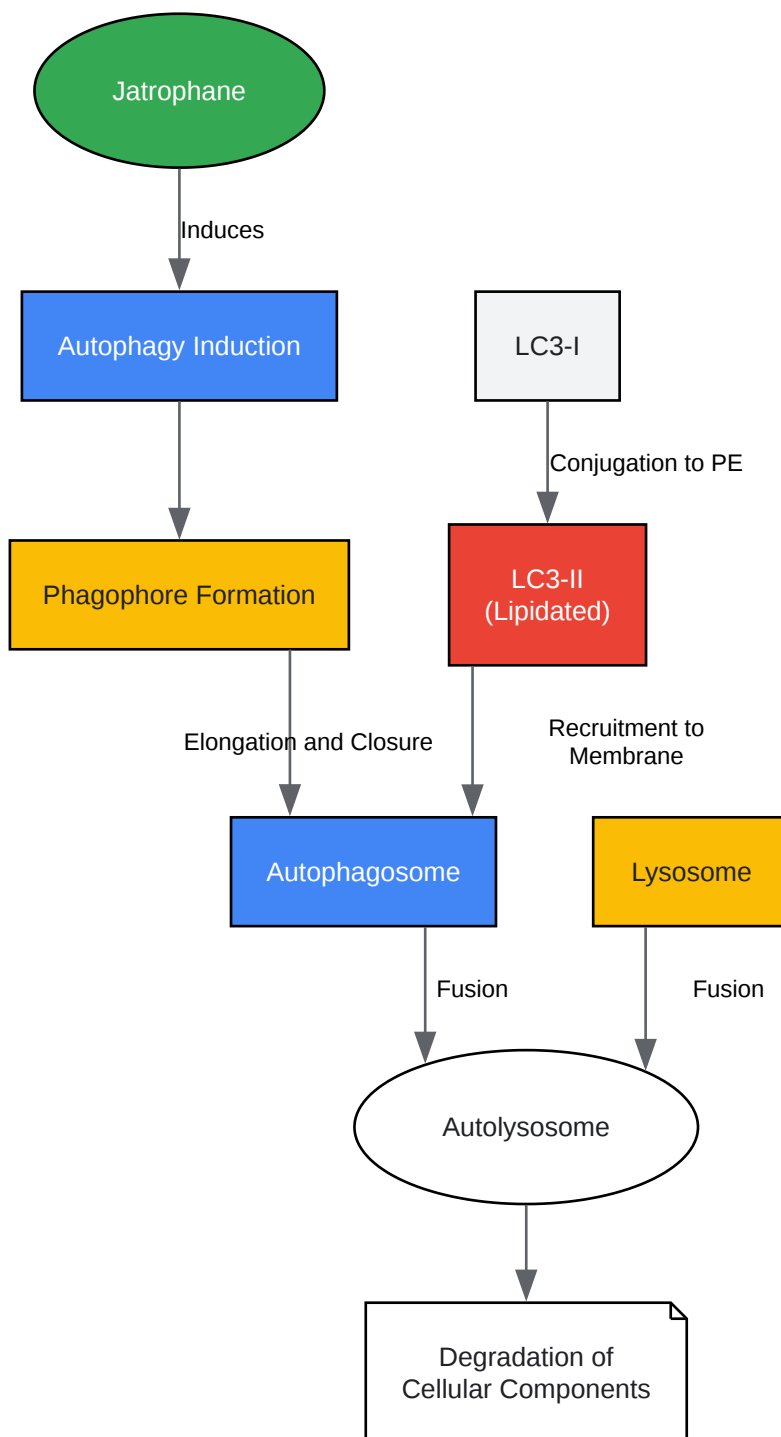 Jatrophane
Induces
Autophagy Induction
LC3-I
Conjugation to PE
Phagophore Formation
LC3-II
(Lipidated)
Elongation and Closure
Recruitment to
Membrane
Autophagosome
Lysosome
Fusion
Fusion
Autolysosome
Degradation of
Cellular Components